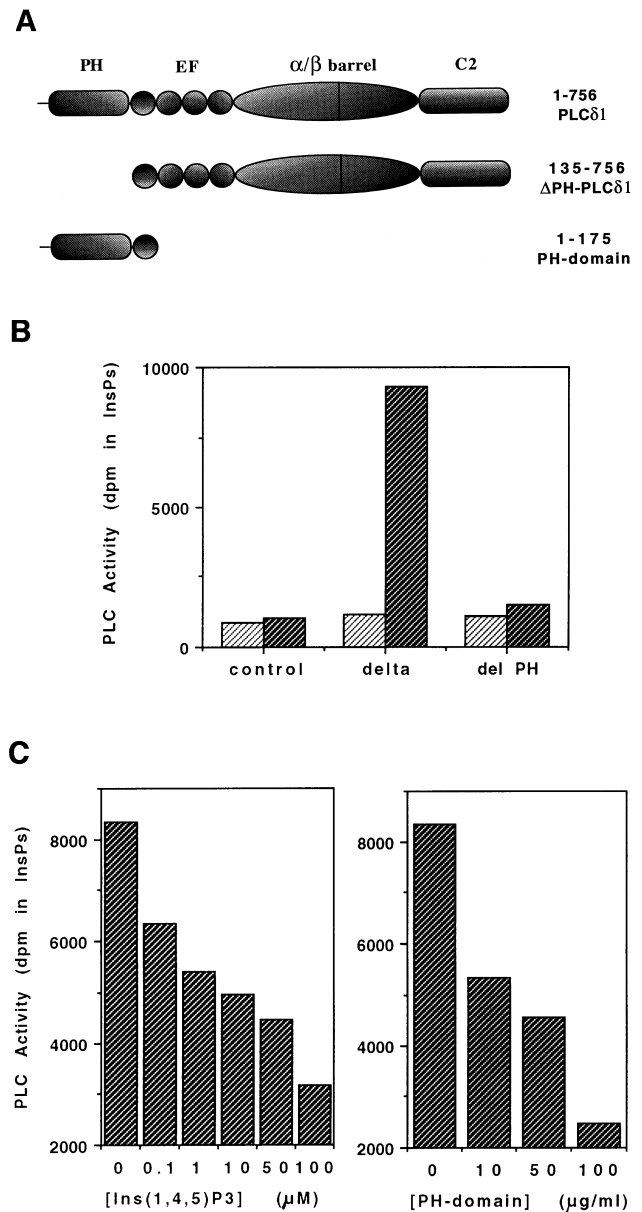 A
PH EF α/β barrel C2
1-756
PLCδ1
135-756
ΔPH-PLCδ1
1-175
PH-domain
B
PLC Activity (dpm in InsPs)
10000
5000
0
control delta del PH
C
PLC Activity (dpm in InsPs)
8000
6000
4000
2000
0 0.1 1 10 50 100
[Ins(1,4,5)P3] (µM)
8000
6000
4000
2000
0 10 50 100
[PH-domain] (µg/ml)